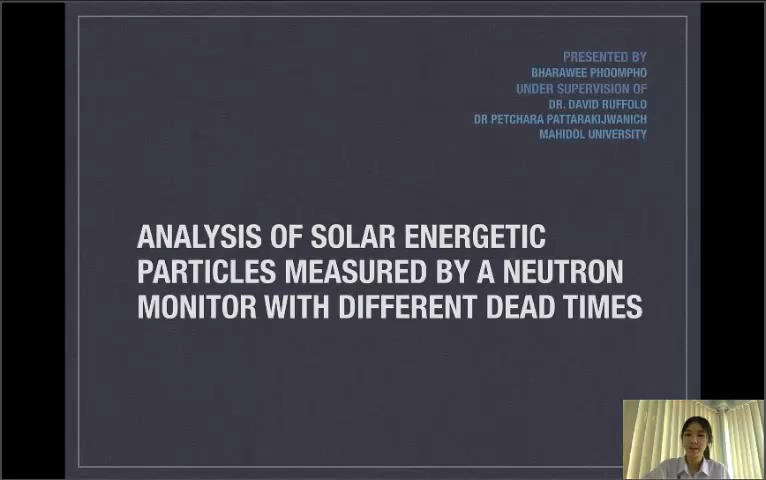 PRESENTED BY
BHARAWEE PHOOMPHO
UNDER SUPERVISION OF
DR. DAVID RUFFOLO
DR PETCHARA PATTARAKIJWANICH
MAHIDOL UNIVERSITY
ANALYSIS OF SOLAR ENERGETIC
PARTICLES MEASURED BY A NEUTRON
MONITOR WITH DIFFERENT DEAD TIMES